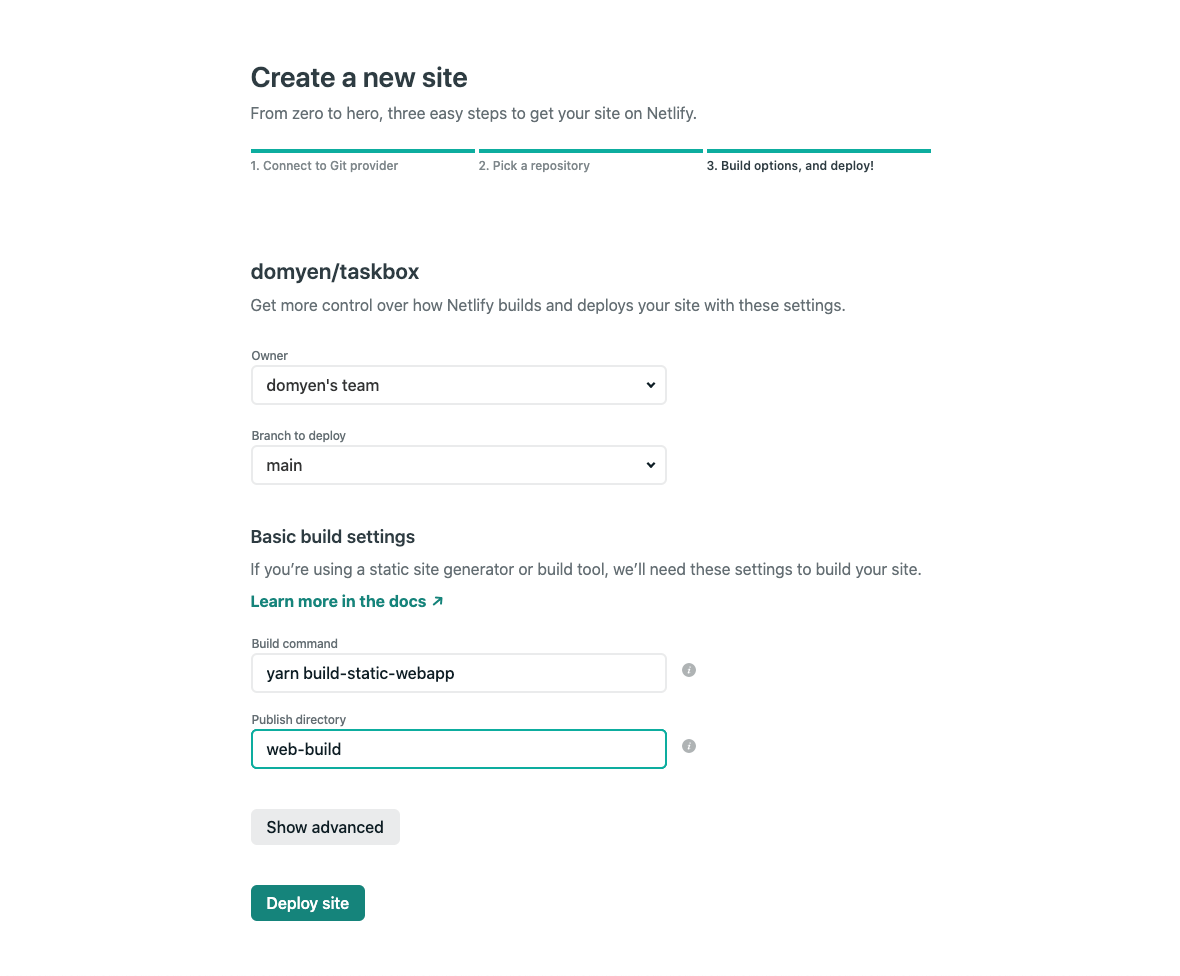 Create a new site
From zero to hero, three easy steps to get your site on Netlify.
1. Connect to Git provider
2. Pick a repository
3. Build options, and deploy!
domyen/taskbox
Get more control over how Netlify builds and deploys your site with these settings.
Owner
domyen's team
Branch to deploy
main
Basic build settings
If you’re using a static site generator or build tool, we’ll need these settings to build your site.
Learn more in the docs ↗
Build command
yarn build-static-webapp
i
Publish directory
web-build
i
Show advanced
Deploy site